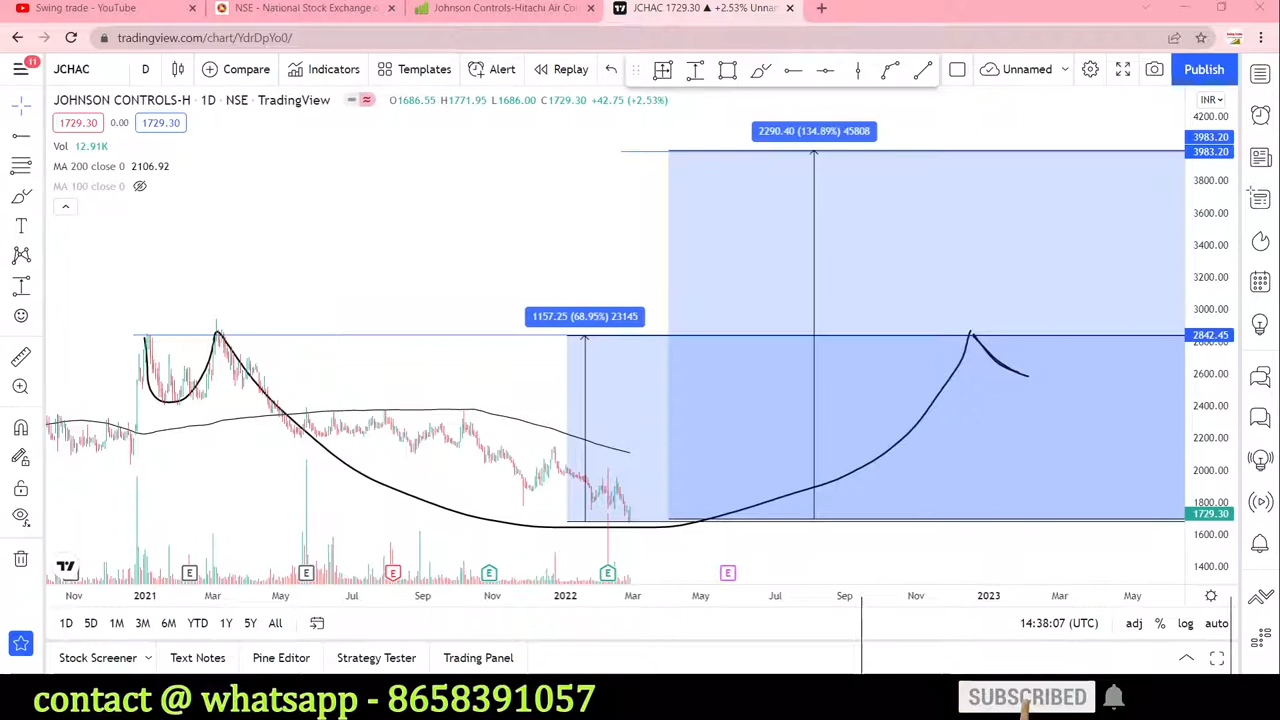 Swing trade - YouTube
NSE - National Stock Exchange o
Johnson Controls-Hitachi Air Co
JCHAC 1729.30 ▲ +2.53% Unna
tradingview.com/chart/YdrDpYo0/
11
JCHAC
D
Compare
Indicators
Templates
Alert
Replay
Unnamed
Publish
JOHNSON CONTROLS-H · 1D · NSE · TradingView
O1686.55 H1771.95 L1686.00 C1729.30 +42.75 (+2.53%)
INR
1729.30
0.00
1729.30
Vol 12.91K
MA 200 close 0 2106.92
MA 100 close 0
2290.40 (134.89%) 45808
1157.25 (68.95%) 23145
4200.00
3983.20
3983.20
3800.00
3600.00
3400.00
3200.00
3000.00
2842.45
2600.00
2400.00
2200.00
2000.00
1800.00
1729.30
1600.00
1400.00
E
E
E
E
E
E
Nov
2021
Mar
May
Jul
Sep
Nov
2022
Mar
May
Jul
Sep
Nov
2023
Mar
May
1D
5D
1M
3M
6M
YTD
1Y
5Y
All
14:38:07 (UTC)
adj
%
log
auto
Stock Screener
Text Notes
Pine Editor
Strategy Tester
Trading Panel
contact @ whatsapp - 8658391057
SUBSCRIBED